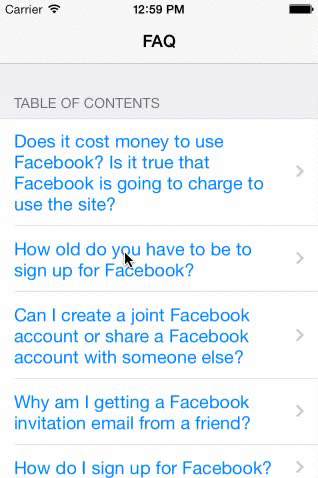 Carrier 12:59 PM
FAQ
TABLE OF CONTENTS
Does it cost money to use
Facebook? Is it true that
Facebook is going to charge to
use the site?
How old do you have to be to
sign up for Facebook?
Can I create a joint Facebook
account or share a Facebook
account with someone else?
Why am I getting a Facebook
invitation email from a friend?
How do I sign up for Facebook?